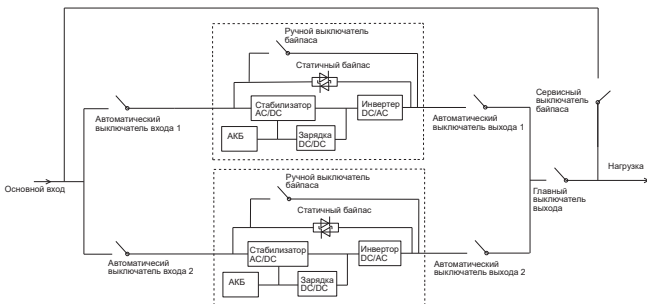 Ручной выключатель
байпаса
Статичный байпас
Стабилизатор
AC/DC
Инвертер
DC/AC
АКБ
Зарядка
DC/DC
Автоматический
выключатель входа 1
Автоматический
выключатель выхода 1
Сервисный
выключатель
байпаса
Основной вход
Нагрузка
Главный
выключатель
выхода
Ручной выключатель
байпаса
Статичный байпас
Стабилизатор
AC/DC
Инвертор
DC/AC
АКБ
Зарядка
DC/DC
Автоматичесий
выключатель входа 2
Автоматический
выключатель выхода 2